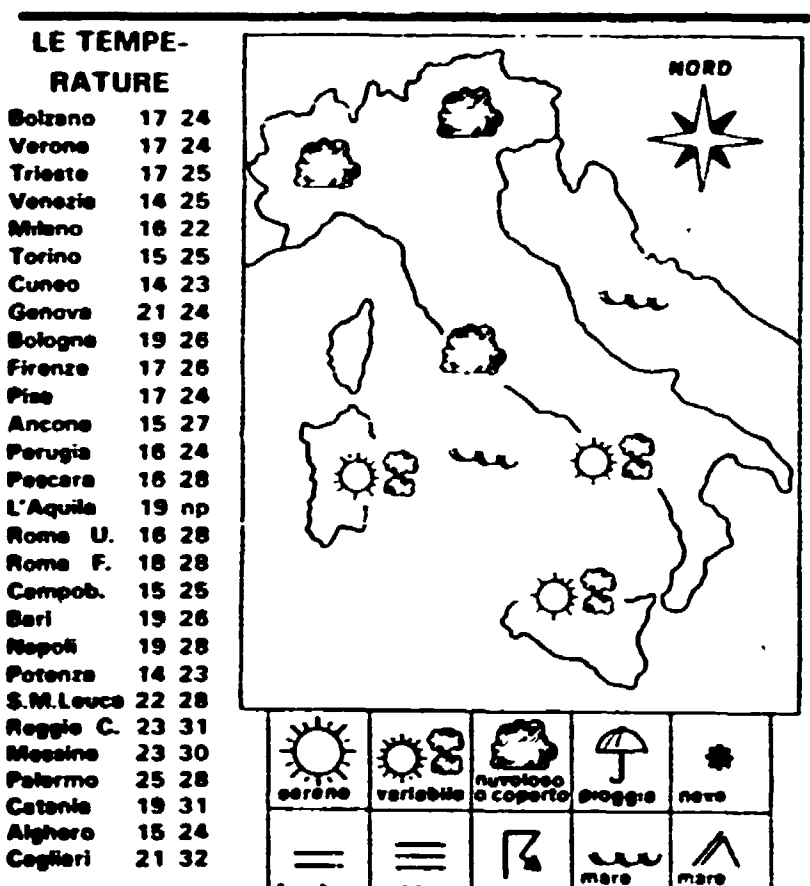 LE TEMPE-
RATURE
Bolzano 17 24
Verona 17 24
Trieste 17 25
Venezia 14 25
Milano 16 22
Torino 15 25
Cuneo 14 23
Genova 21 24
Bologna 19 26
Firenze 17 26
Pisa 17 24
Ancona 15 27
Perugia 16 24
Pescara 16 28
L'Aquila 19 np
Roma U. 16 28
Roma F. 18 28
Campob. 15 25
Bari 19 26
Napoli 19 28
Potenza 14 23
S.M.Leuca 22 28
Reggio C. 23 31
Messina 23 30
Palermo 25 28
Catania 19 31
Alghero 15 24
Cagliari 21 32
NORD
sereno
variabile
nuvoloso
o coperto
pioggia
neve
mare
mare